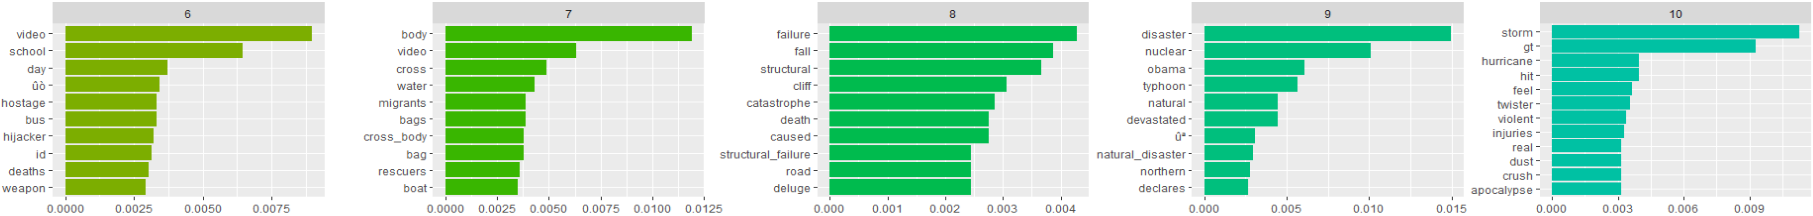 6
video
school
day
ûò
hostage
bus
hijacker
id
deaths
weapon
0.0000 0.0025 0.0050 0.0075
7
body
video
cross
water
migrants
bags
cross_body
bag
rescuers
boat
0.0000 0.0025 0.0050 0.0075 0.0100 0.0125
8
failure
fall
structural
cliff
catastrophe
death
caused
structural_failure
road
deluge
0.000 0.001 0.002 0.003 0.004
9
disaster
nuclear
obama
typhoon
natural
devastated
ûª
natural_disaster
northern
declares
0.000 0.005 0.010 0.015
10
storm
gt
hurricane
hit
feel
twister
violent
injuries
real
dust
crush
apocalypse
0.000 0.003 0.006 0.009